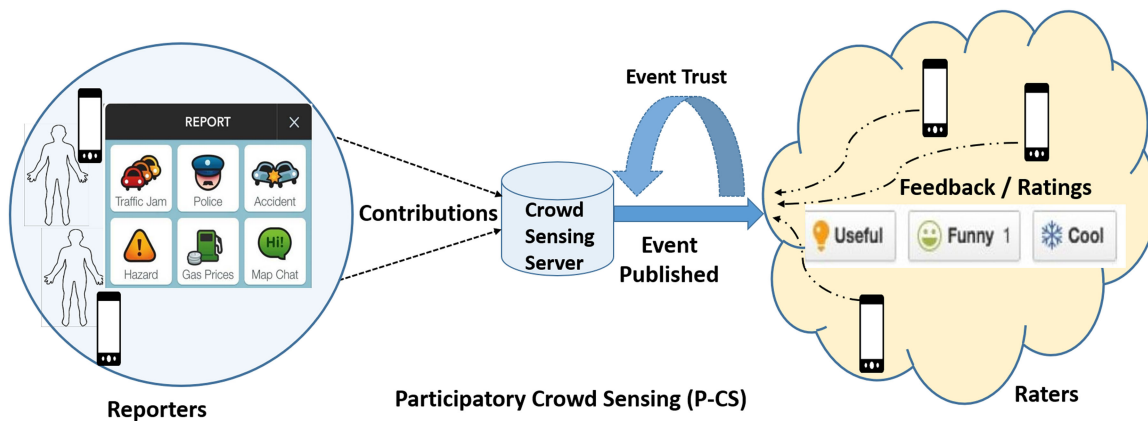 REPORT X
Traffic Jam Police Accident
Hi!
Hazard Gas Prices Map Chat
Reporters
Contributions
Crowd
Sensing
Server
Event Trust
Event
Published
Participatory Crowd Sensing (P-CS)
Feedback / Ratings
Useful Funny 1 Cool
Raters